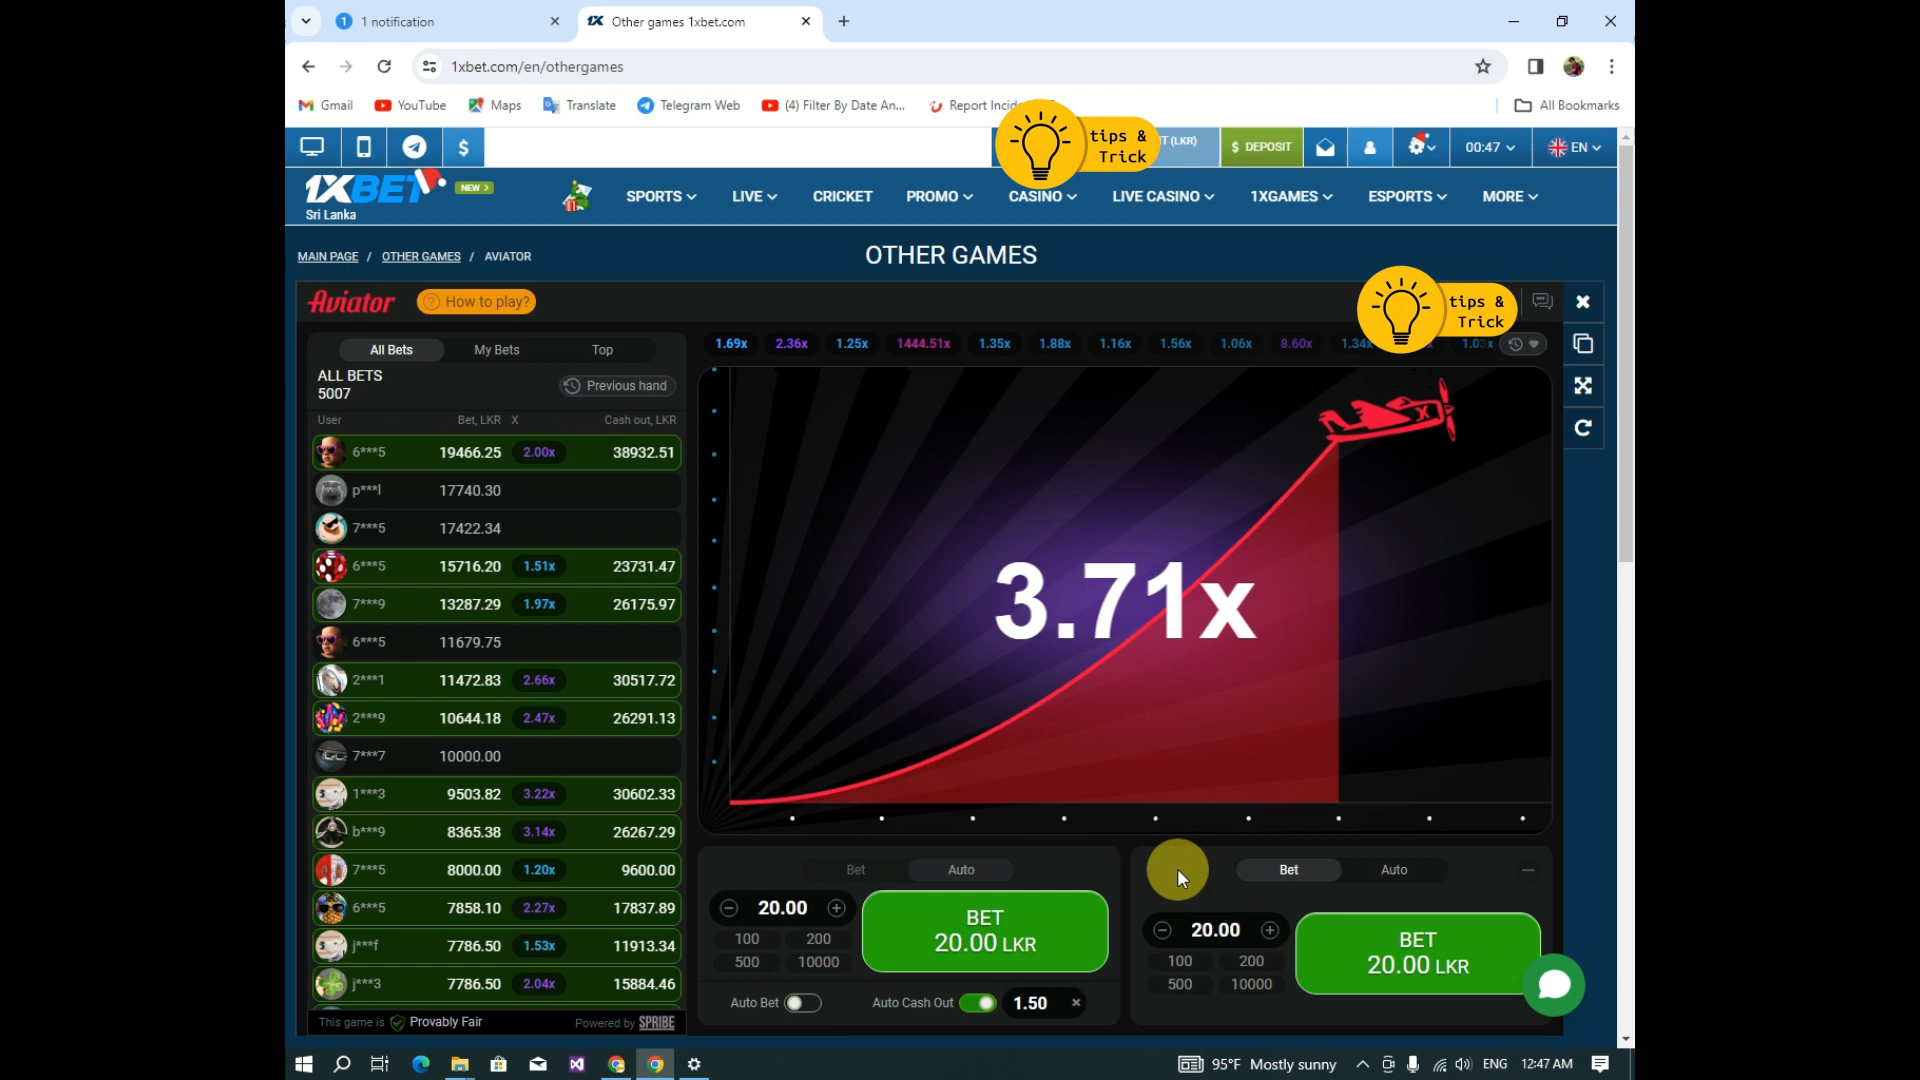 1 1 notification
Other games 1xbet.com
1xbet.com/en/othergames
Gmail YouTube Maps Translate Telegram Web (4) Filter By Date An... Report Incid
All Bookmarks
tips &
Trick
T (LKR)
$ DEPOSIT
00:47
EN
1XBET
NEW >
Sri Lanka
SPORTS LIVE CRICKET PROMO CASINO LIVE CASINO 1XGAMES ESPORTS MORE
MAIN PAGE / OTHER GAMES / AVIATOR
OTHER GAMES
Aviator
? How to play?
tips &
Trick
All Bets My Bets Top
1.69x 2.36x 1.25x 1444.51x 1.35x 1.88x 1.16x 1.56x 1.06x 8.60x 1.34x 1.03x
ALL BETS
5007
Previous hand
User Bet, LKR X Cash out, LKR
6***5 19466.25 2.00x 38932.51
p***l 17740.30
7***5 17422.34
6***5 15716.20 1.51x 23731.47
7***9 13287.29 1.97x 26175.97
6***5 11679.75
2***1 11472.83 2.66x 30517.72
2***9 10644.18 2.47x 26291.13
7***7 10000.00
1***3 9503.82 3.22x 30602.33
b***9 8365.38 3.14x 26267.29
7***5 8000.00 1.20x 9600.00
6***5 7858.10 2.27x 17837.89
j***f 7786.50 1.53x 11913.34
j***3 7786.50 2.04x 15884.46
This game is Provably Fair Powered by SPRIBE
X
3.71x
Bet Auto
20.00
100 200
500 10000
BET
20.00 LKR
Auto Bet
Auto Cash Out 1.50
Bet Auto
20.00
100 200
500 10000
BET
20.00 LKR
95°F Mostly sunny
ENG
12:47 AM